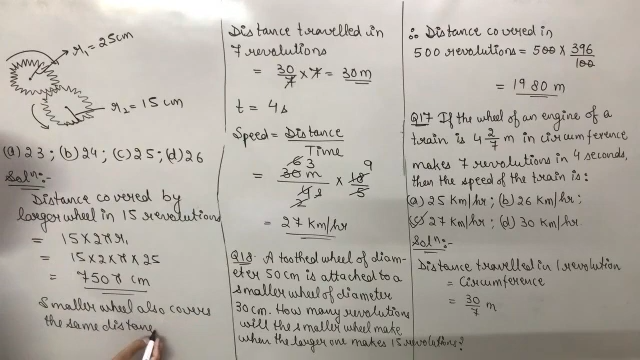 r₁ = 25cm
r₂ = 15 cm
(a) 23 ; (b) 24 ; (c) 25 ; (d) 26
Solⁿ:-
Distance covered by
larger wheel in 15 revolutions
= 15 × 2πr₁
= 15 × 2 × π × 25
= 750 π cm
Smaller wheel also covers
the same distane
Distance travelled in
7 revolutions
= 30/7 × 7 = 30 m
t = 4s
Speed = Distance/Time
= 30 m/4 s × 18/5
= 27 Km/hr
Q18. A toothed wheel of diam-
eter 50 cm is attached to a
smaller wheel of diameter
30 cm. How many revolutions
will the smaller wheel make
when the larger one makes 15 revolutions?
∴ Distance covered in
500 revolutions = 500 × 396/100
= 1980 m
Q17 If the wheel of an engine of a
train is 4 2/7 m in circumference
makes 7 revolutions in 4 seconds,
then the speed of the train is:
(a) 25 Km/hr ; (b) 26 Km/hr ;
(c) 27 Km/hr ; (d) 30 Km/hr.
Solⁿ:-
Distance travelled in 1 revolution
= Circumference
= 30/7 m